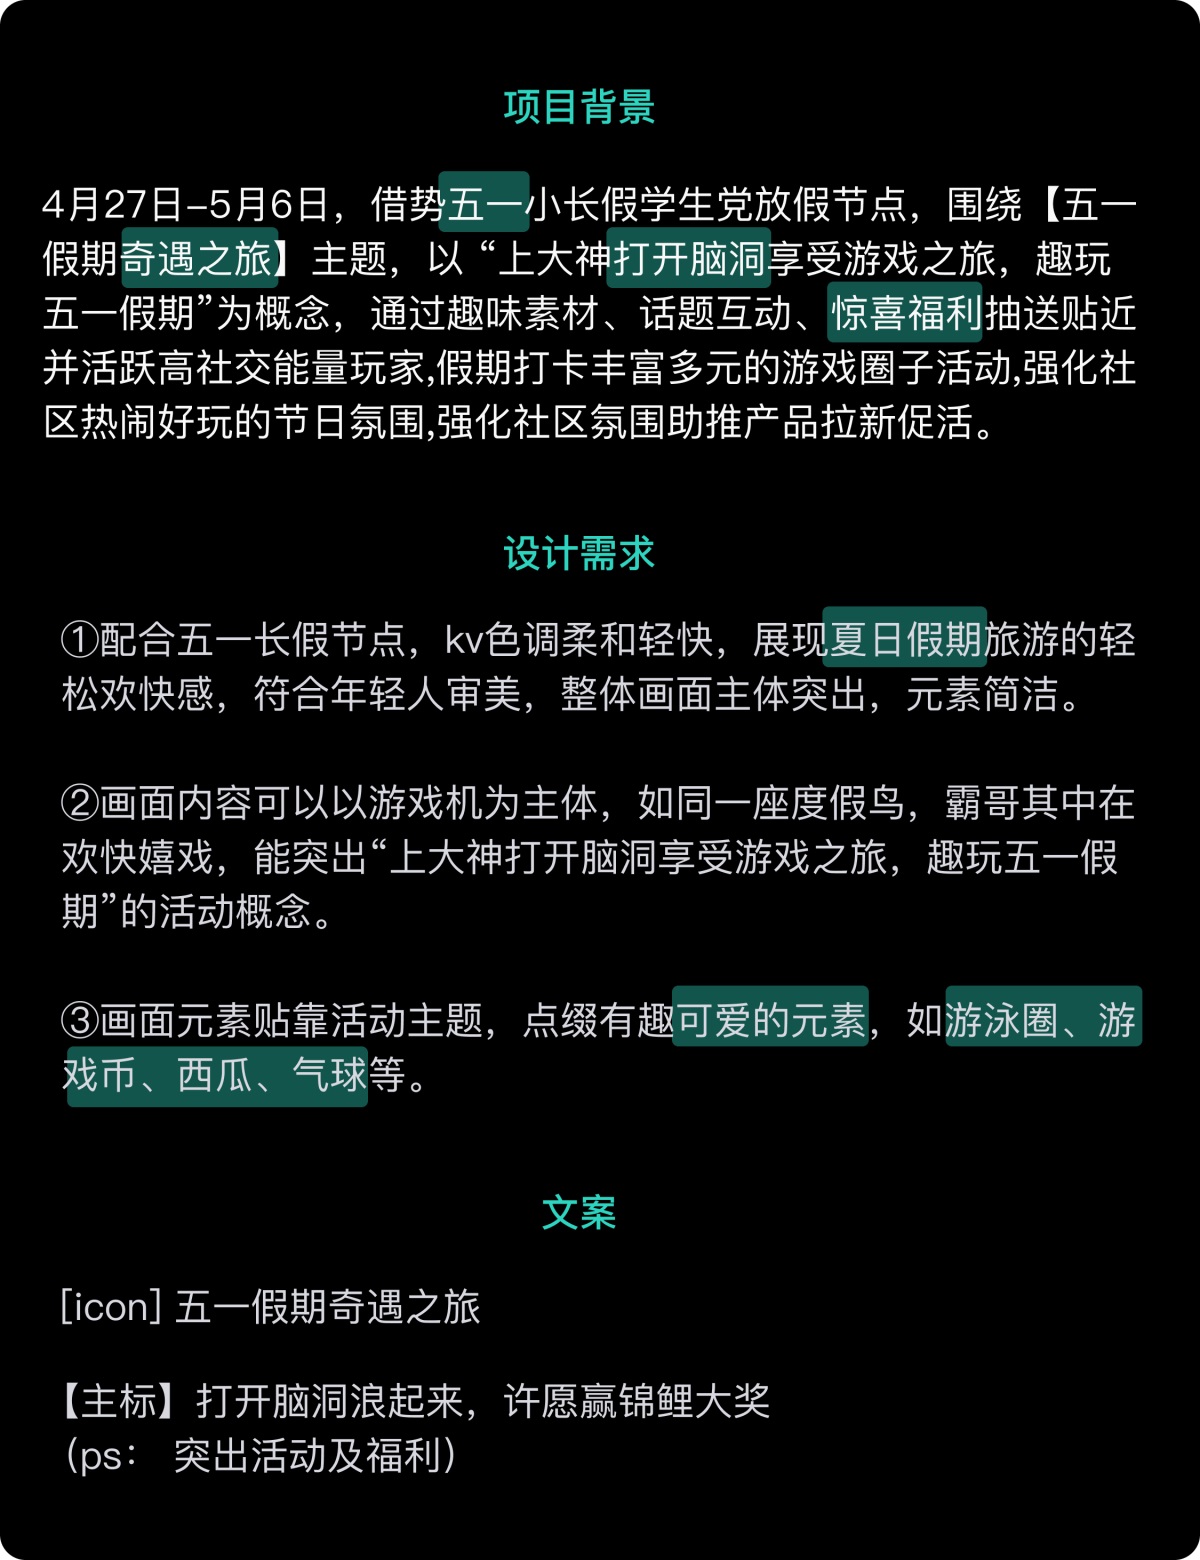 项目背景
4月27日-5月6日，借势五一小长假学生党放假节点，围绕【五一
假期奇遇之旅】主题，以 “上大神打开脑洞享受游戏之旅，趣玩
五一假期”为概念，通过趣味素材、话题互动、惊喜福利抽送贴近
并活跃高社交能量玩家,假期打卡丰富多元的游戏圈子活动,强化社
区热闹好玩的节日氛围,强化社区氛围助推产品拉新促活。
设计需求
①配合五一长假节点，kv色调柔和轻快，展现夏日假期旅游的轻
松欢快感，符合年轻人审美，整体画面主体突出，元素简洁。
②画面内容可以以游戏机为主体，如同一座度假鸟，霸哥其中在
欢快嬉戏，能突出“上大神打开脑洞享受游戏之旅，趣玩五一假
期”的活动概念。
③画面元素贴靠活动主题，点缀有趣可爱的元素，如游泳圈、游
戏币、西瓜、气球等。
文案
[icon] 五一假期奇遇之旅
【主标】打开脑洞浪起来，许愿赢锦鲤大奖
（ps： 突出活动及福利）